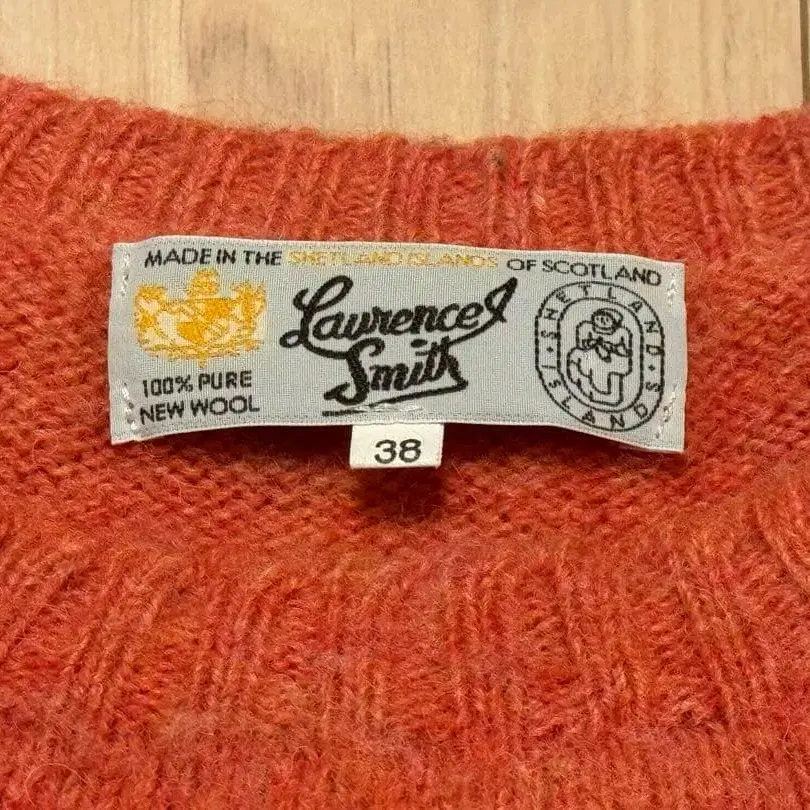 MADE IN THE SHETLAND ISLANDS OF SCOTLAND
Lawrence J
Smith
100% PURE
NEW WOOL
SHETLAND
ISLANDS
38